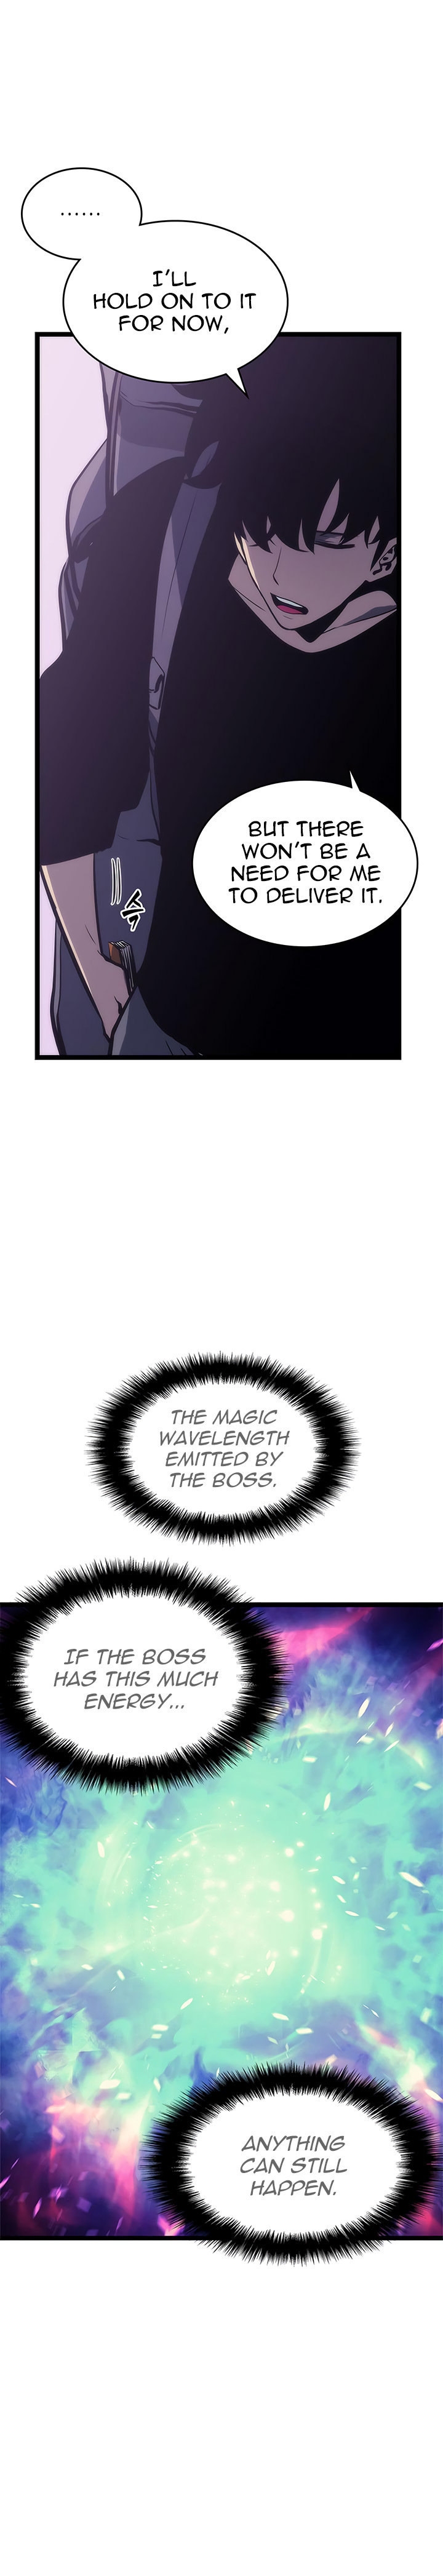 ......
I'LL
HOLD ON TO IT
FOR NOW,
BUT THERE
WON'T BE A
NEED FOR ME
TO DELIVER IT.
슥
THE MAGIC
WAVELENGTH
EMITTED BY
THE BOSS.
IF THE BOSS
HAS THIS MUCH
ENERGY...
ANYTHING
CAN STILL
HAPPEN.